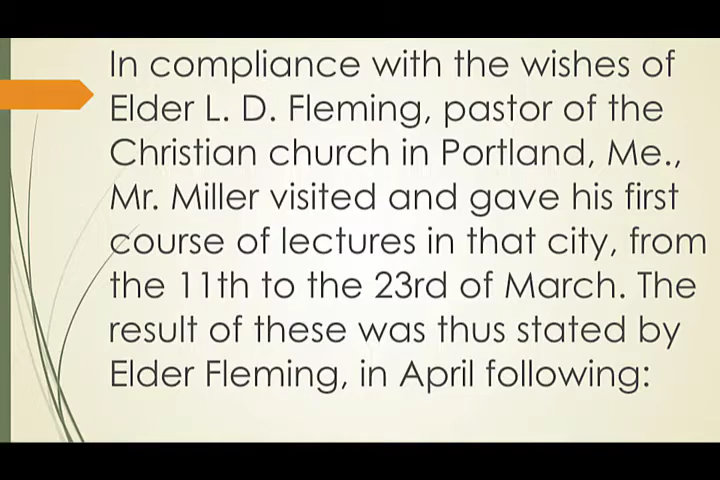 In compliance with the wishes of
Elder L. D. Fleming, pastor of the
Christian church in Portland, Me.,
Mr. Miller visited and gave his first
course of lectures in that city, from
the 11th to the 23rd of March. The
result of these was thus stated by
Elder Fleming, in April following: